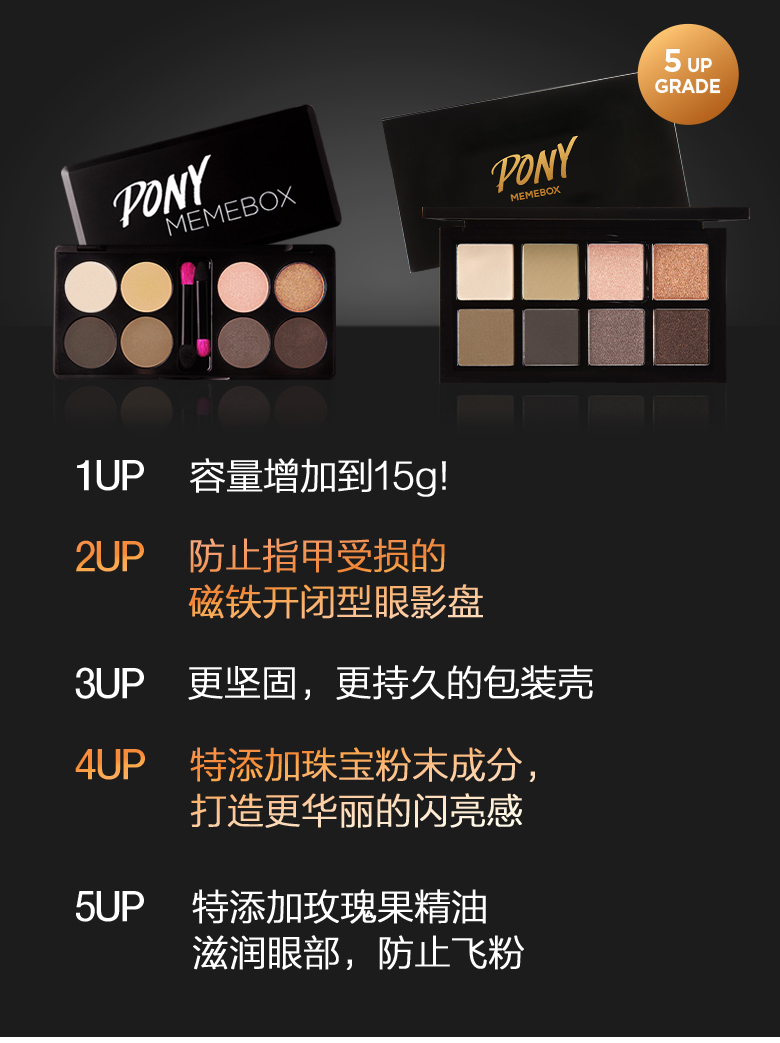 5 UP
GRADE
PONY
MEMEBOX
PONY
MEMEBOX
1UP 容量增加到15g!
2UP 防止指甲受损的
磁铁开闭型眼影盘
3UP 更坚固，更持久的包装壳
4UP 特添加珠宝粉末成分，
打造更华丽的闪亮感
5UP 特添加玫瑰果精油
滋润眼部，防止飞粉